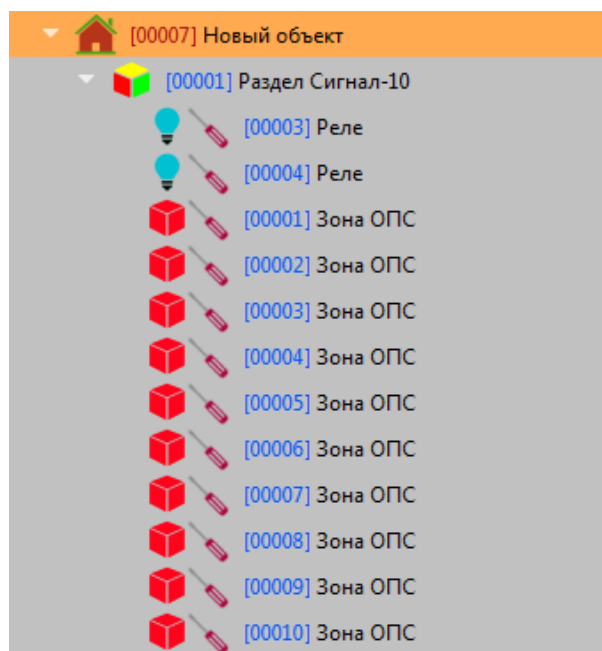 [00007] Новый объект
[00001] Раздел Сигнал-10
[00003] Реле
[00004] Реле
[00001] Зона ОПС
[00002] Зона ОПС
[00003] Зона ОПС
[00004] Зона ОПС
[00005] Зона ОПС
[00006] Зона ОПС
[00007] Зона ОПС
[00008] Зона ОПС
[00009] Зона ОПС
[00010] Зона ОПС